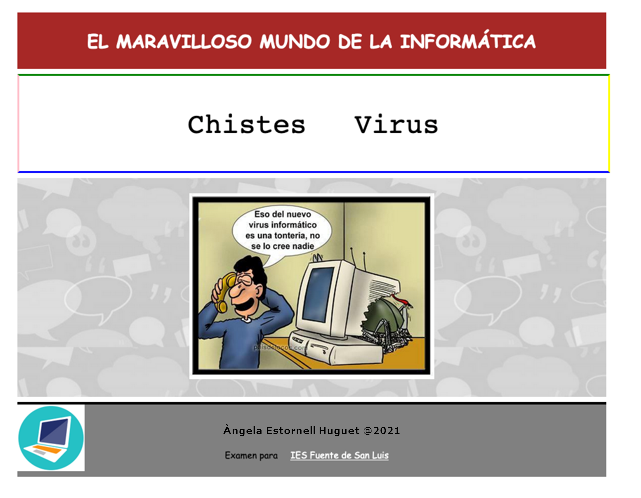 EL MARAVILLOSO MUNDO DE LA INFORMÁTICA
Chistes Virus
Eso del nuevo
virus informático
es una tontería, no
se lo cree nadie
Àngela Estornell Huguet @2021
Examen para IES Fuente de San Luis